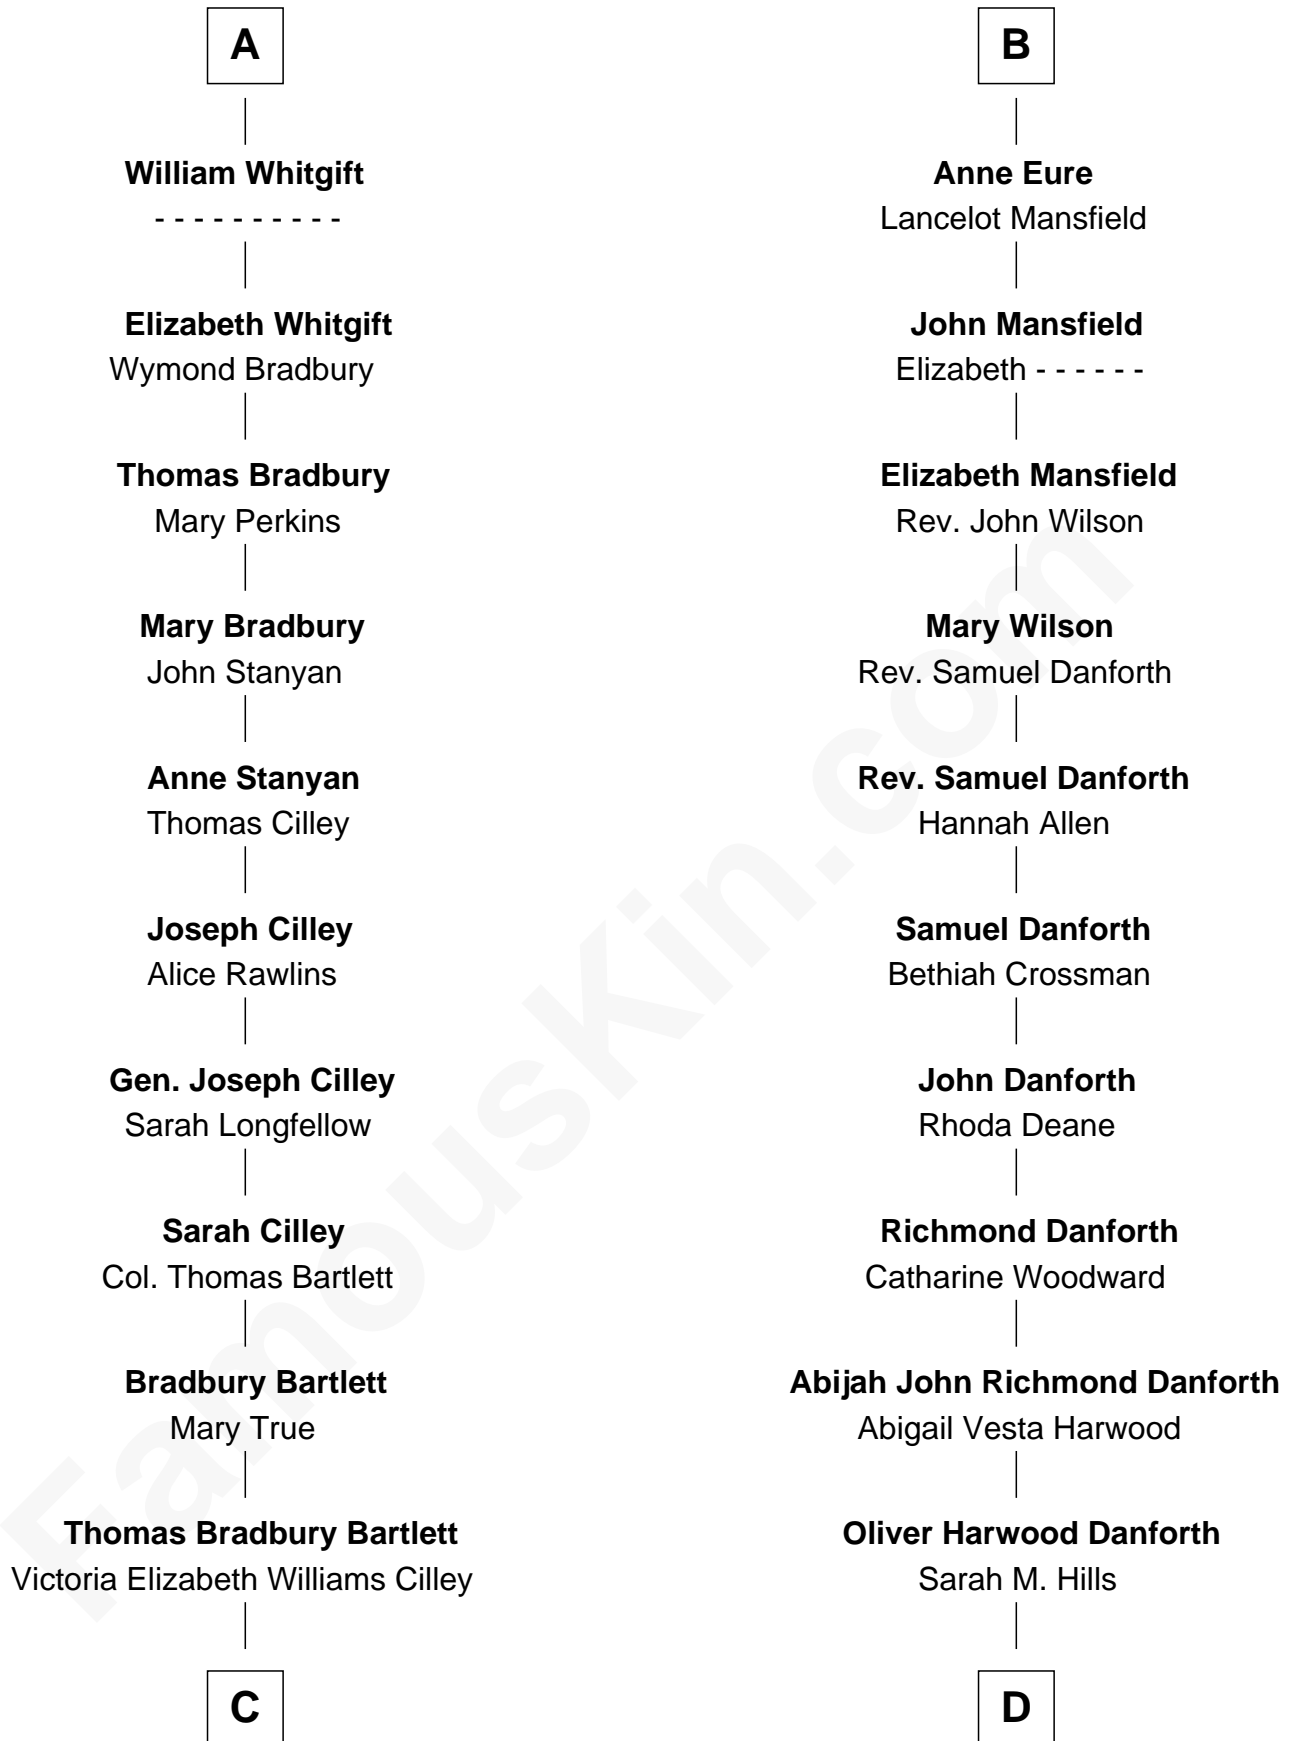 A
William Whitgift
- - - - - - - - - -
Elizabeth Whitgift
Wymond Bradbury
Thomas Bradbury
Mary Perkins
Mary Bradbury
John Stanyan
Anne Stanyan
Thomas Cilley
Joseph Cilley
Alice Rawlins
Gen. Joseph Cilley
Sarah Longfellow
Sarah Cilley
Col. Thomas Bartlett
Bradbury Bartlett
Mary True
Thomas Bradbury Bartlett
Victoria Elizabeth Williams Cilley
C
B
Anne Eure
Lancelot Mansfield
John Mansfield
Elizabeth - - - - - -
Elizabeth Mansfield
Rev. John Wilson
Mary Wilson
Rev. Samuel Danforth
Rev. Samuel Danforth
Hannah Allen
Samuel Danforth
Bethiah Crossman
John Danforth
Rhoda Deane
Richmond Danforth
Catharine Woodward
Abijah John Richmond Danforth
Abigail Vesta Harwood
Oliver Harwood Danforth
Sarah M. Hills
D
FamousKin.com